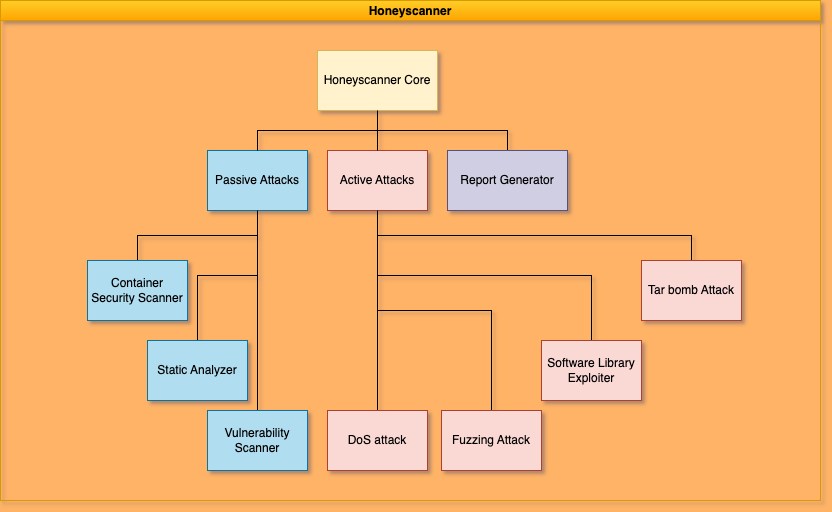 Honeyscanner
Honeyscanner Core
Passive Attacks
Active Attacks
Report Generator
Container
Security Scanner
Tar bomb Attack
Static Analyzer
Software Library
Exploiter
Vulnerability
Scanner
DoS attack
Fuzzing Attack